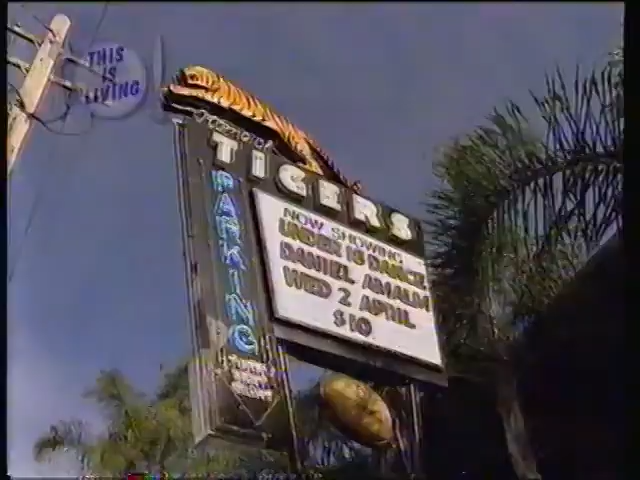 THIS
IS
LIVING
TIGERS
PARKING
NOW SHOWING
UNDER 18 DANCE
DANIEL AMALM
WED 2 APRIL
$10